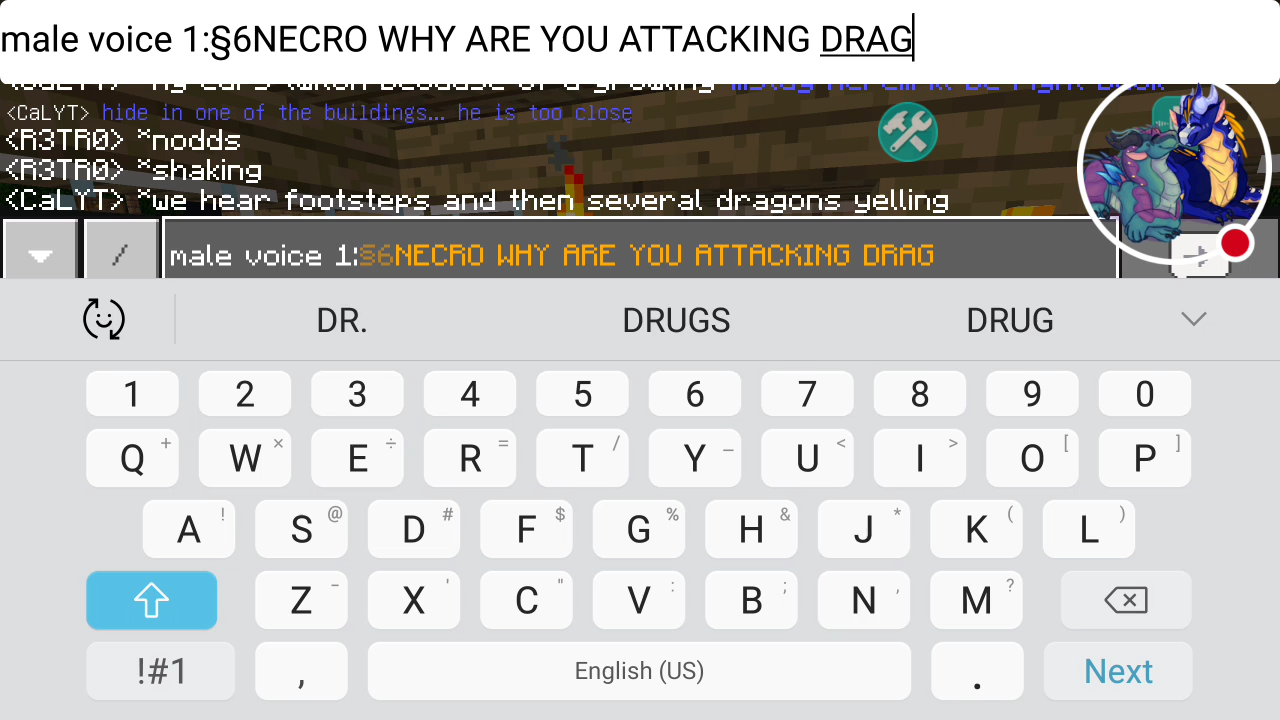 male voice 1:§6NECRO WHY ARE YOU ATTACKING DRAG
<CaLYT> hide in one of the buildings... he is too close
<R3TR0> *nodds
<R3TR0> *shaking
<CaLYT> *we hear footsteps and then several dragons yelling
/
male voice 1:§6NECRO WHY ARE YOU ATTACKING DRAG
DR. DRUGS DRUG
1 2 3 4 5 6 7 8 9 0
Q + W × E ÷ R = T / Y _ U < I > O [ P ]
A ! S @ D # F $ G % H & J * K ( L )
Z - X ' C " V : B ; N , M ?
!#1 , English (US) . Next